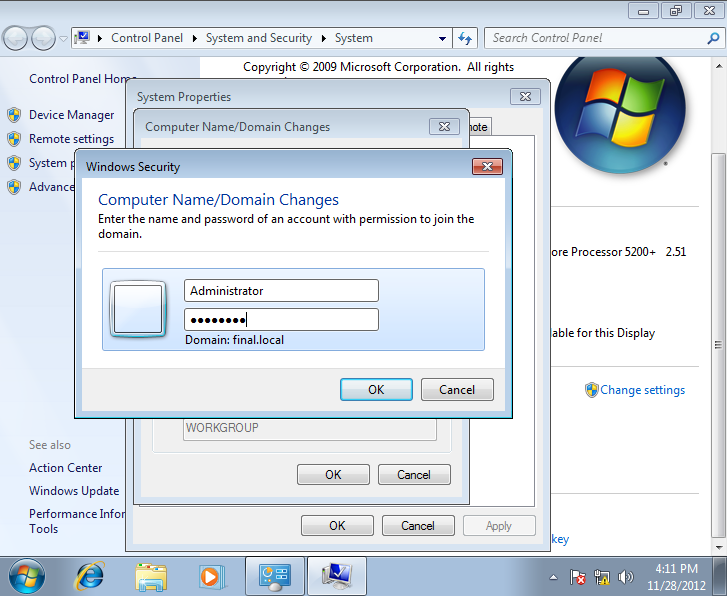 Control Panel System and Security System
Search Control Panel
Control Panel Home
Device Manager
Remote settings
System p
Advance
See also
Action Center
Windows Update
Performance Infor
Tools
Copyright © 2009 Microsoft Corporation. All rights
ore Processor 5200+ 2.51
lable for this Display
Change settings
key
System Properties
note
Computer Name/Domain Changes
WORKGROUP
OK Cancel
OK Cancel Apply
Windows Security
Computer Name/Domain Changes
Enter the name and password of an account with permission to join the
domain.
Administrator
●●●●●●●●
Domain: final.local
OK Cancel
4:11 PM
11/28/2012